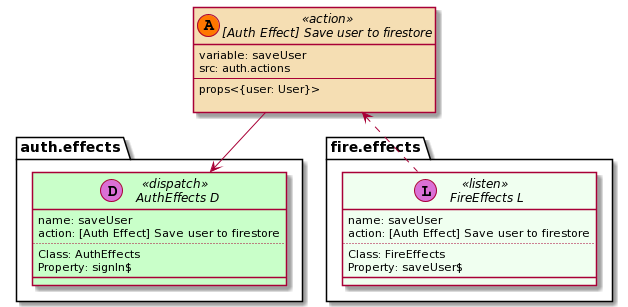 A
«action»
[Auth Effect] Save user to firestore
variable: saveUser
src: auth.actions
props<{user: User}>
auth.effects
D
«dispatch»
AuthEffects D
name: saveUser
action: [Auth Effect] Save user to firestore
Class: AuthEffects
Property: signIn$
fire.effects
L
«listen»
FireEffects L
name: saveUser
action: [Auth Effect] Save user to firestore
Class: FireEffects
Property: saveUser$